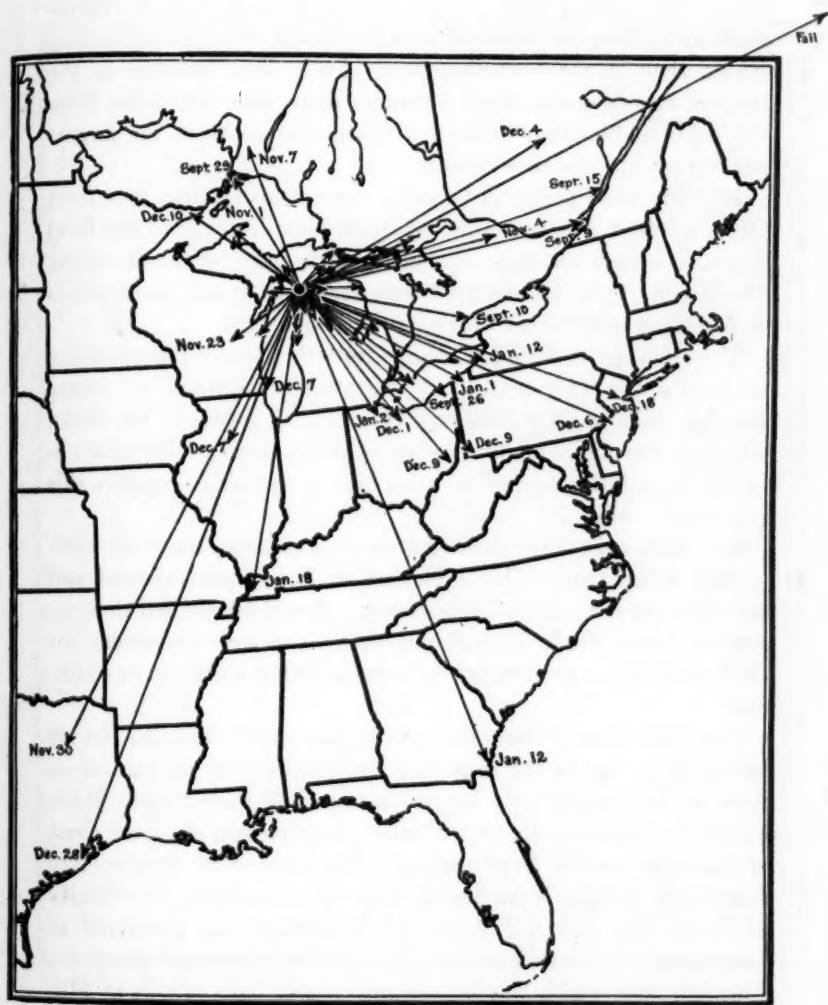 Fall
Dec. 4
Nov. 7
Sept. 29
Sept. 15
Dec. 10
Nov. 1
Nov. 4
Sept.
Sept. 10
Nov. 23
Jan. 12
Dec. 7
Jan. 1
Sept. 26
Dec. 18
Jan. 2
Dec. 1
Dec. 6
Dec. 7
Dec. 9
Dec. 9
Jan. 18
Nov. 30
Jan. 12
Dec. 28